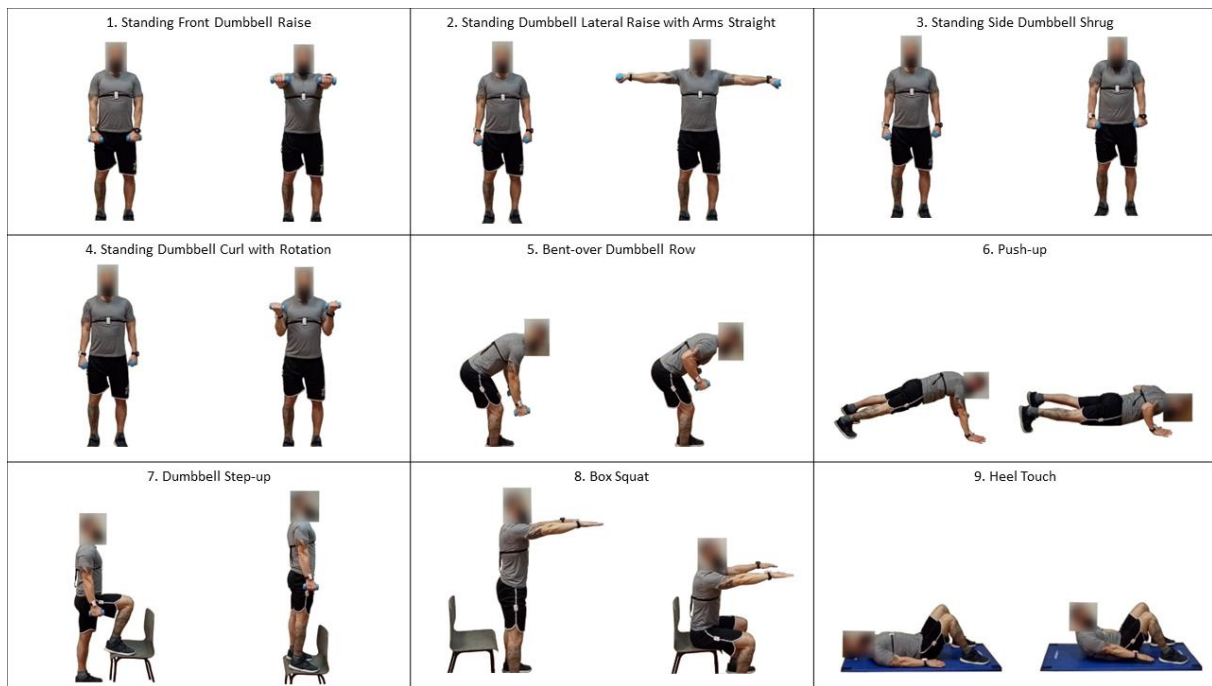 1. Standing Front Dumbbell Raise
2. Standing Dumbbell Lateral Raise with Arms Straight
3. Standing Side Dumbbell Shrug
4. Standing Dumbbell Curl with Rotation
5. Bent-over Dumbbell Row
6. Push-up
7. Dumbbell Step-up
8. Box Squat
9. Heel Touch